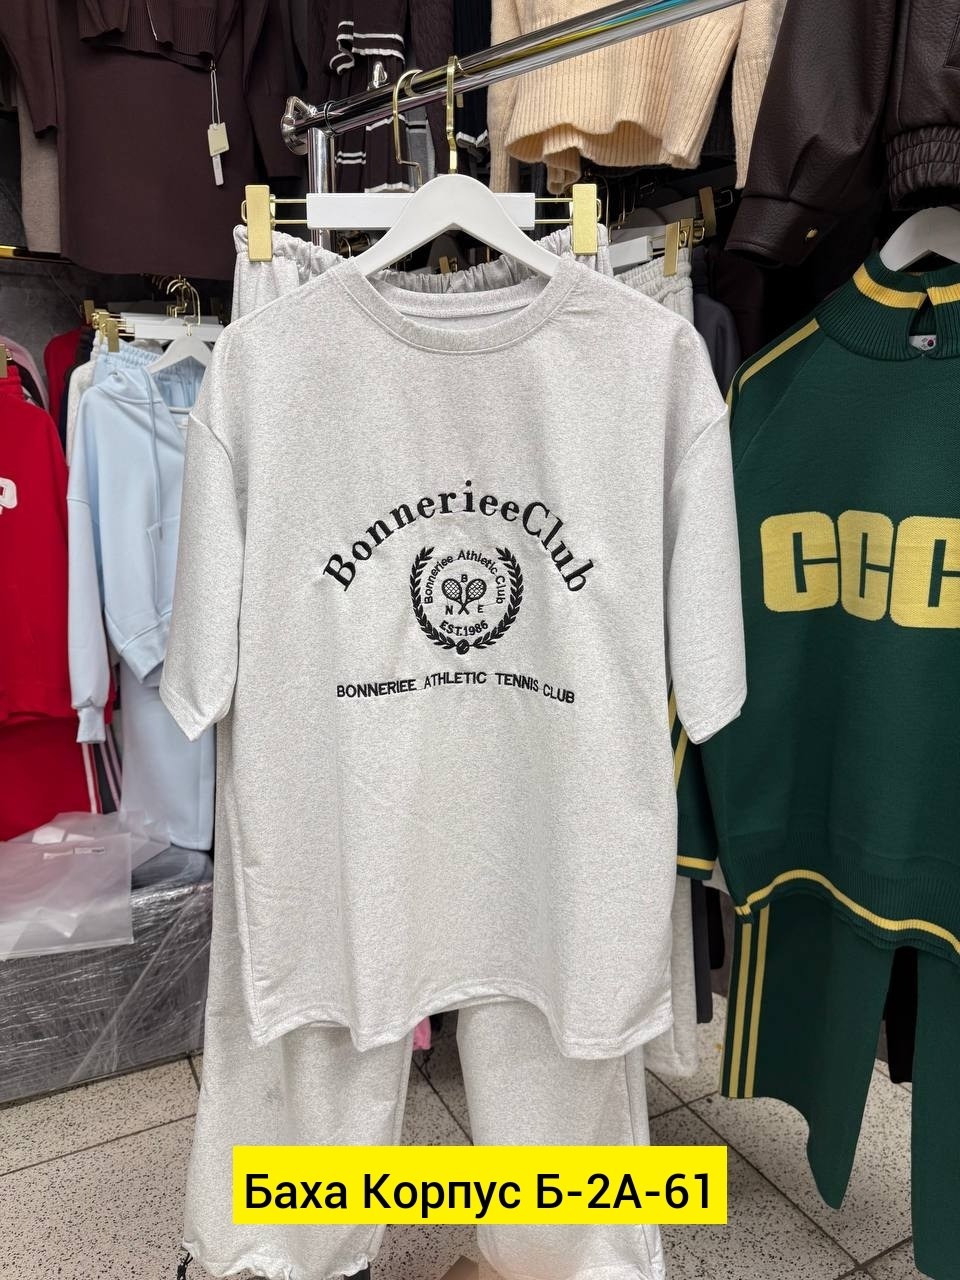 BonnerieeClub
Bonneriee Athletic Club
B
N E
EST.1986
BONNERIEE ATHLETIC TENNIS CLUB
CCC
Баха Корпус Б-2А-61